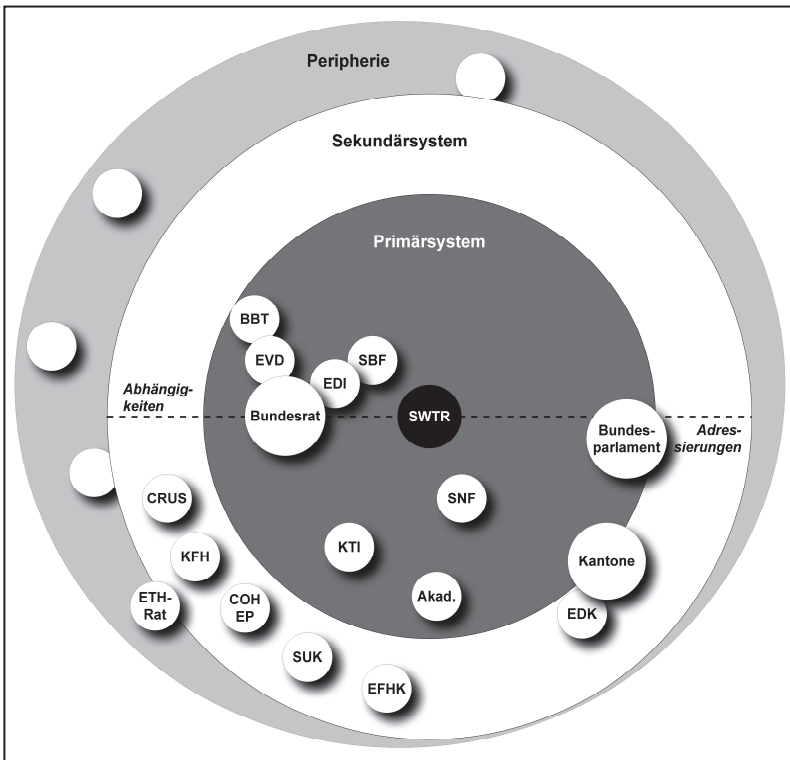 Peripherie
Sekundärsystem
Primärsystem
BBT
EVD
SBF
EDI
Abhängig-
keiten
Bundesrat
SWTR
Bundes-
parlament
Adres-
sierungen
CRUS
SNF
KFH
KTI
Kantone
ETH-
Rat
COH
EP
Akad.
EDK
SUK
EFHK